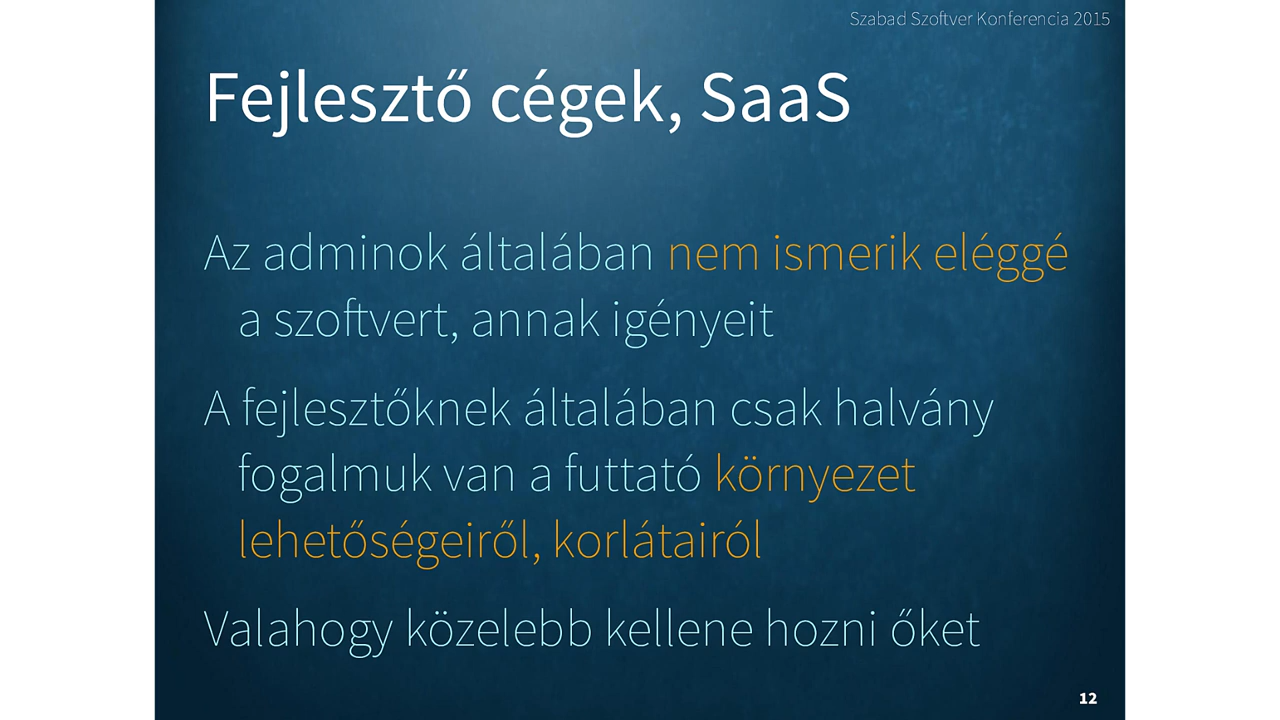 Szabad Szoftver Konferencia 2015
Fejlesztő cégek, SaaS
Az adminok általában nem ismerik eléggé
a szoftvert, annak igényeit
A fejlesztőknek általában csak halvány
fogalmuk van a futtató környezet
lehetőségeiről, korlátairól
Valahogy közelebb kellene hozni őket
12